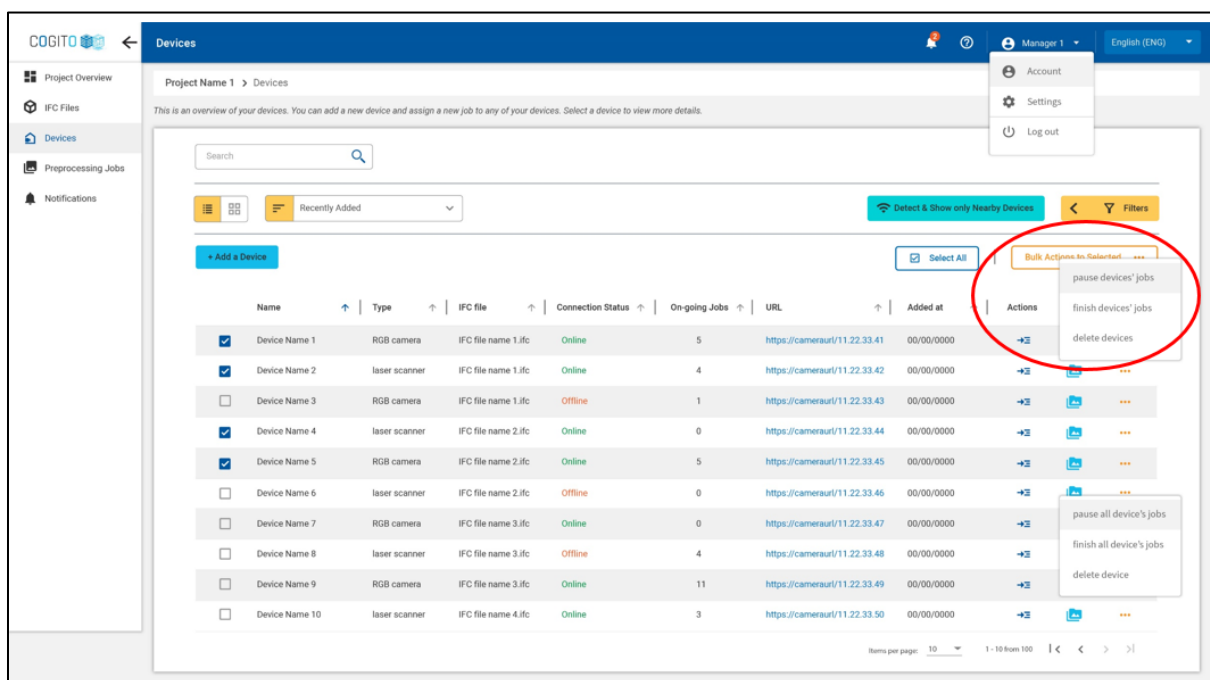 COGITO
Devices
2
Manager 1
English (ENG)
Project Overview
IFC Files
Devices
Preprocessing Jobs
Notifications
Account
Settings
Log out
Project Name 1 > Devices
This is an overview of your devices. You can add a new device and assign a new job to any of your devices. Select a device to view more details.
Search
Recently Added
Detect & Show only Nearby Devices
Filters
+ Add a Device
Select All
Bulk Actions to Selected ...
pause devices' jobs
finish devices' jobs
delete devices
Name Type IFC file Connection Status On-going Jobs URL Added at Actions
Device Name 1 RGB camera IFC file name 1.ifc Online 5 https://cameraurl/11.22.33.41 00/00/0000
Device Name 2 laser scanner IFC file name 1.ifc Online 4 https://cameraurl/11.22.33.42 00/00/0000
Device Name 3 RGB camera IFC file name 1.ifc Offline 1 https://cameraurl/11.22.33.43 00/00/0000
Device Name 4 laser scanner IFC file name 2.ifc Online 0 https://cameraurl/11.22.33.44 00/00/0000
Device Name 5 RGB camera IFC file name 2.ifc Online 5 https://cameraurl/11.22.33.45 00/00/0000
Device Name 6 laser scanner IFC file name 2.ifc Offline 0 https://cameraurl/11.22.33.46 00/00/0000
Device Name 7 RGB camera IFC file name 3.ifc Online 0 https://cameraurl/11.22.33.47 00/00/0000
Device Name 8 laser scanner IFC file name 3.ifc Offline 4 https://cameraurl/11.22.33.48 00/00/0000
Device Name 9 RGB camera IFC file name 3.ifc Online 11 https://cameraurl/11.22.33.49 00/00/0000
Device Name 10 laser scanner IFC file name 4.ifc Online 3 https://cameraurl/11.22.33.50 00/00/0000
pause all device's jobs
finish all device's jobs
delete device
Items per page: 10 1 - 10 from 100